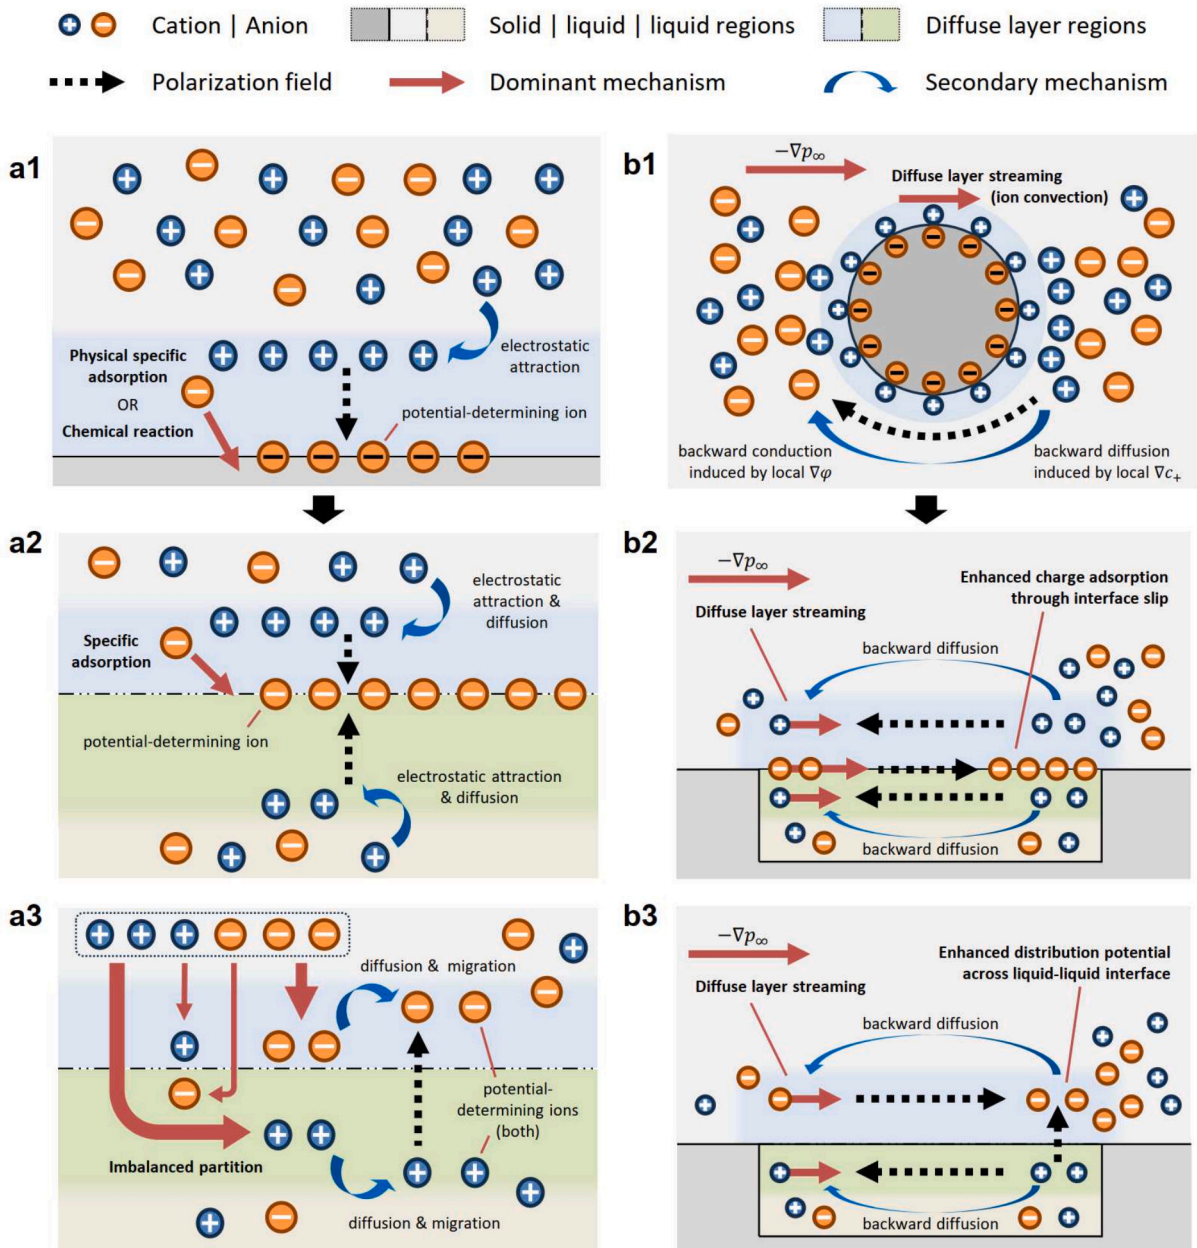 Cation | Anion
Solid | liquid | liquid regions
Diffuse layer regions
Polarization field
Dominant mechanism
Secondary mechanism
a1
Physical specific
adsorption
OR
Chemical reaction
electrostatic
attraction
potential-determining ion
b1
−∇p∞
Diffuse layer streaming
(ion convection)
backward conduction
induced by local ∇φ
backward diffusion
induced by local ∇c₊
a2
electrostatic
attraction &
diffusion
Specific
adsorption
potential-determining ion
electrostatic attraction
& diffusion
b2
−∇p∞
Enhanced charge adsorption
through interface slip
Diffuse layer streaming
backward diffusion
backward diffusion
a3
diffusion & migration
potential-
determining ions
(both)
Imbalanced partition
diffusion & migration
b3
−∇p∞
Enhanced distribution potential
across liquid-liquid interface
Diffuse layer streaming
backward diffusion
backward diffusion